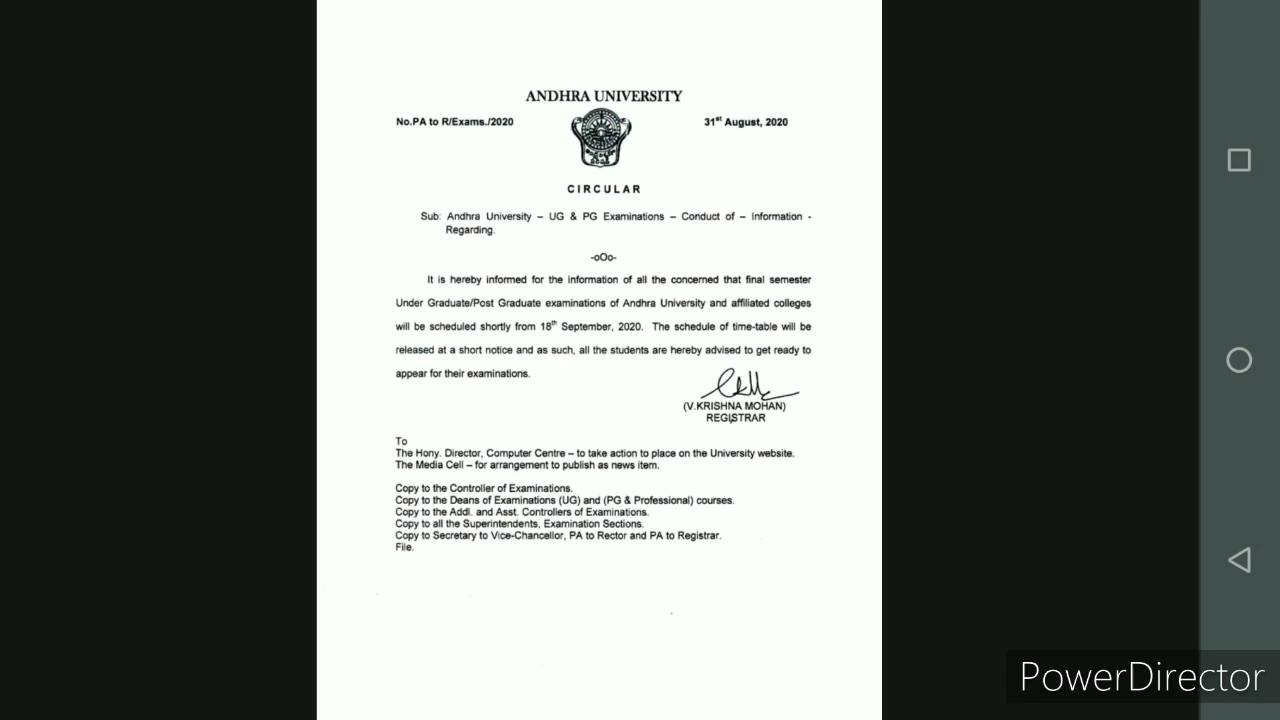 ANDHRA UNIVERSITY
No.PA to R/Exams./2020
31st August, 2020
CIRCULAR
Sub: Andhra University – UG & PG Examinations – Conduct of – Information -
Regarding.
-oOo-
It is hereby informed for the information of all the concerned that final semester
Under Graduate/Post Graduate examinations of Andhra University and affiliated colleges
will be scheduled shortly from 18th September, 2020. The schedule of time-table will be
released at a short notice and as such, all the students are hereby advised to get ready to
appear for their examinations.
(V.KRISHNA MOHAN)
REGISTRAR
To
The Hony. Director, Computer Centre – to take action to place on the University website.
The Media Cell – for arrangement to publish as news item.
Copy to the Controller of Examinations.
Copy to the Deans of Examinations (UG) and (PG & Professional) courses.
Copy to the Addl. and Asst. Controllers of Examinations.
Copy to all the Superintendents, Examination Sections.
Copy to Secretary to Vice-Chancellor, PA to Rector and PA to Registrar.
File.
PowerDirector